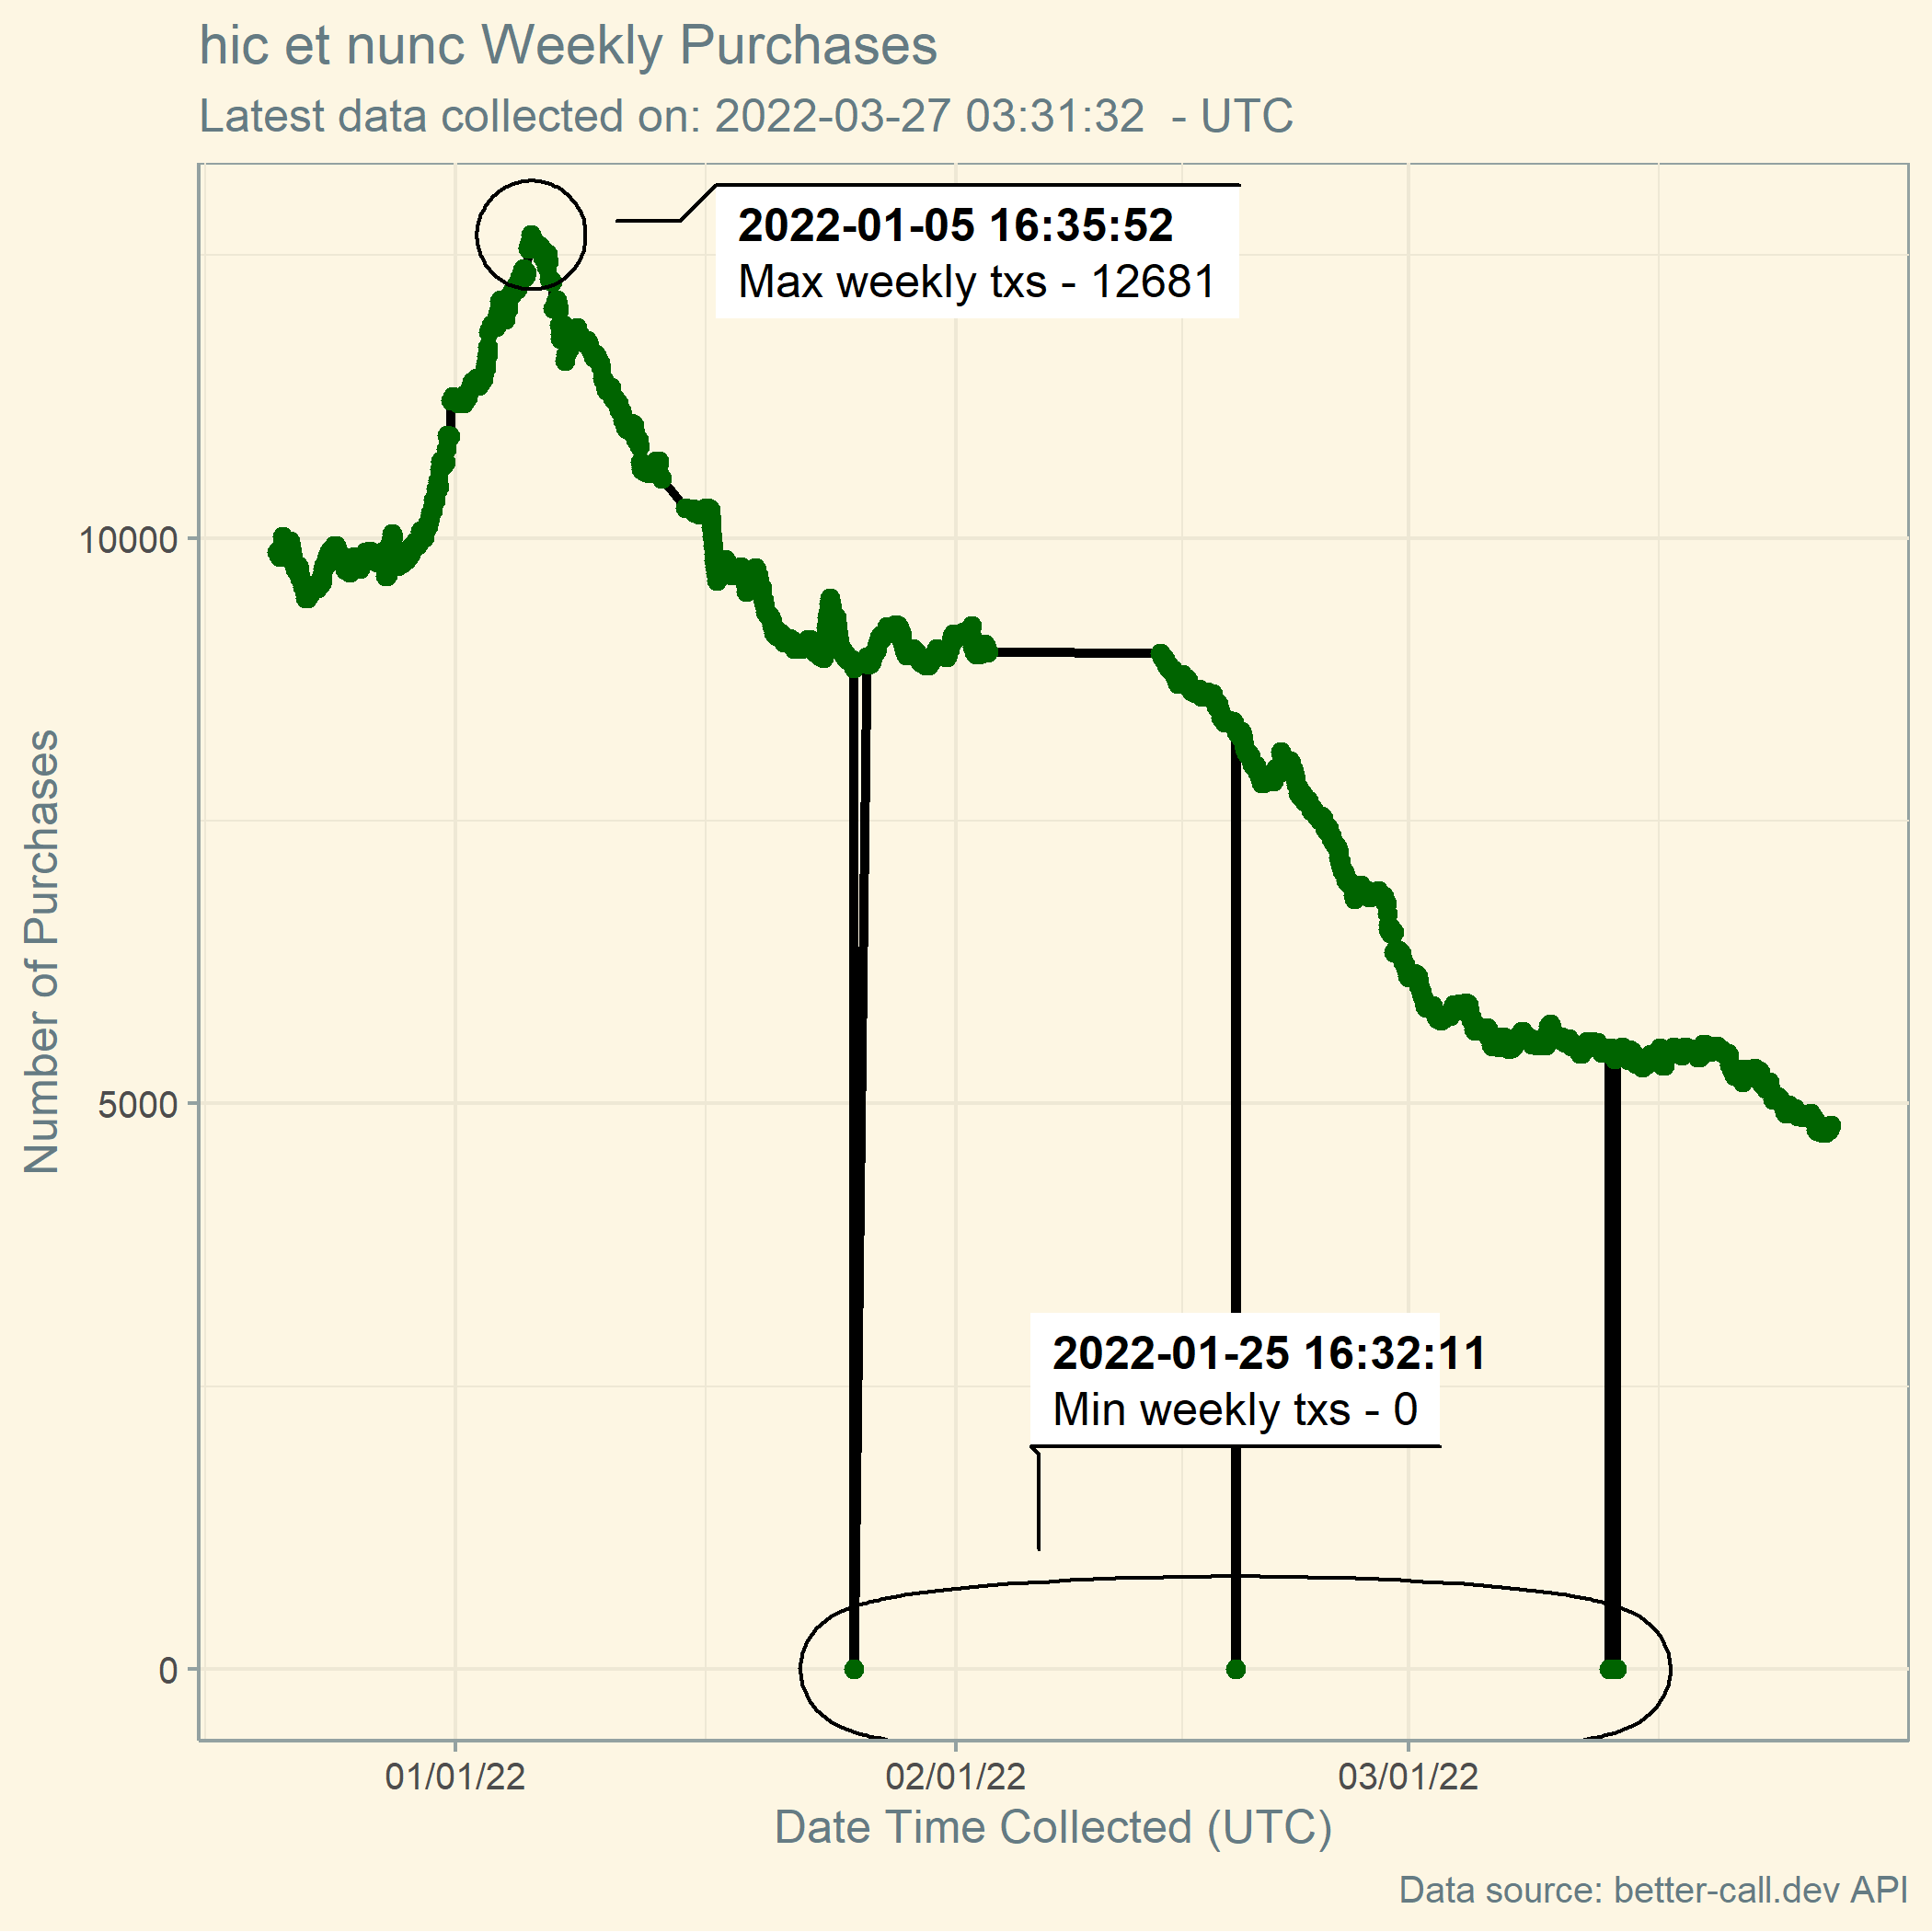 hic et nunc Weekly Purchases
Latest data collected on: 2022-03-27 03:31:32  - UTC
2022-01-05 16:35:52
Max weekly txs - 12681
10000
5000
0
Number of Purchases
2022-01-25 16:32:11
Min weekly txs - 0
01/01/22
02/01/22
03/01/22
Date Time Collected (UTC)
Data source: better-call.dev API